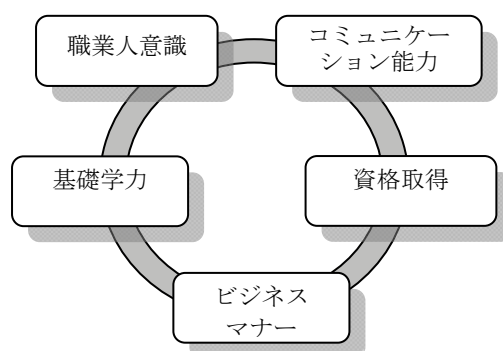 職業人意識
コミュニケー
ション能力
基礎学力
資格取得
ビジネス
マナー